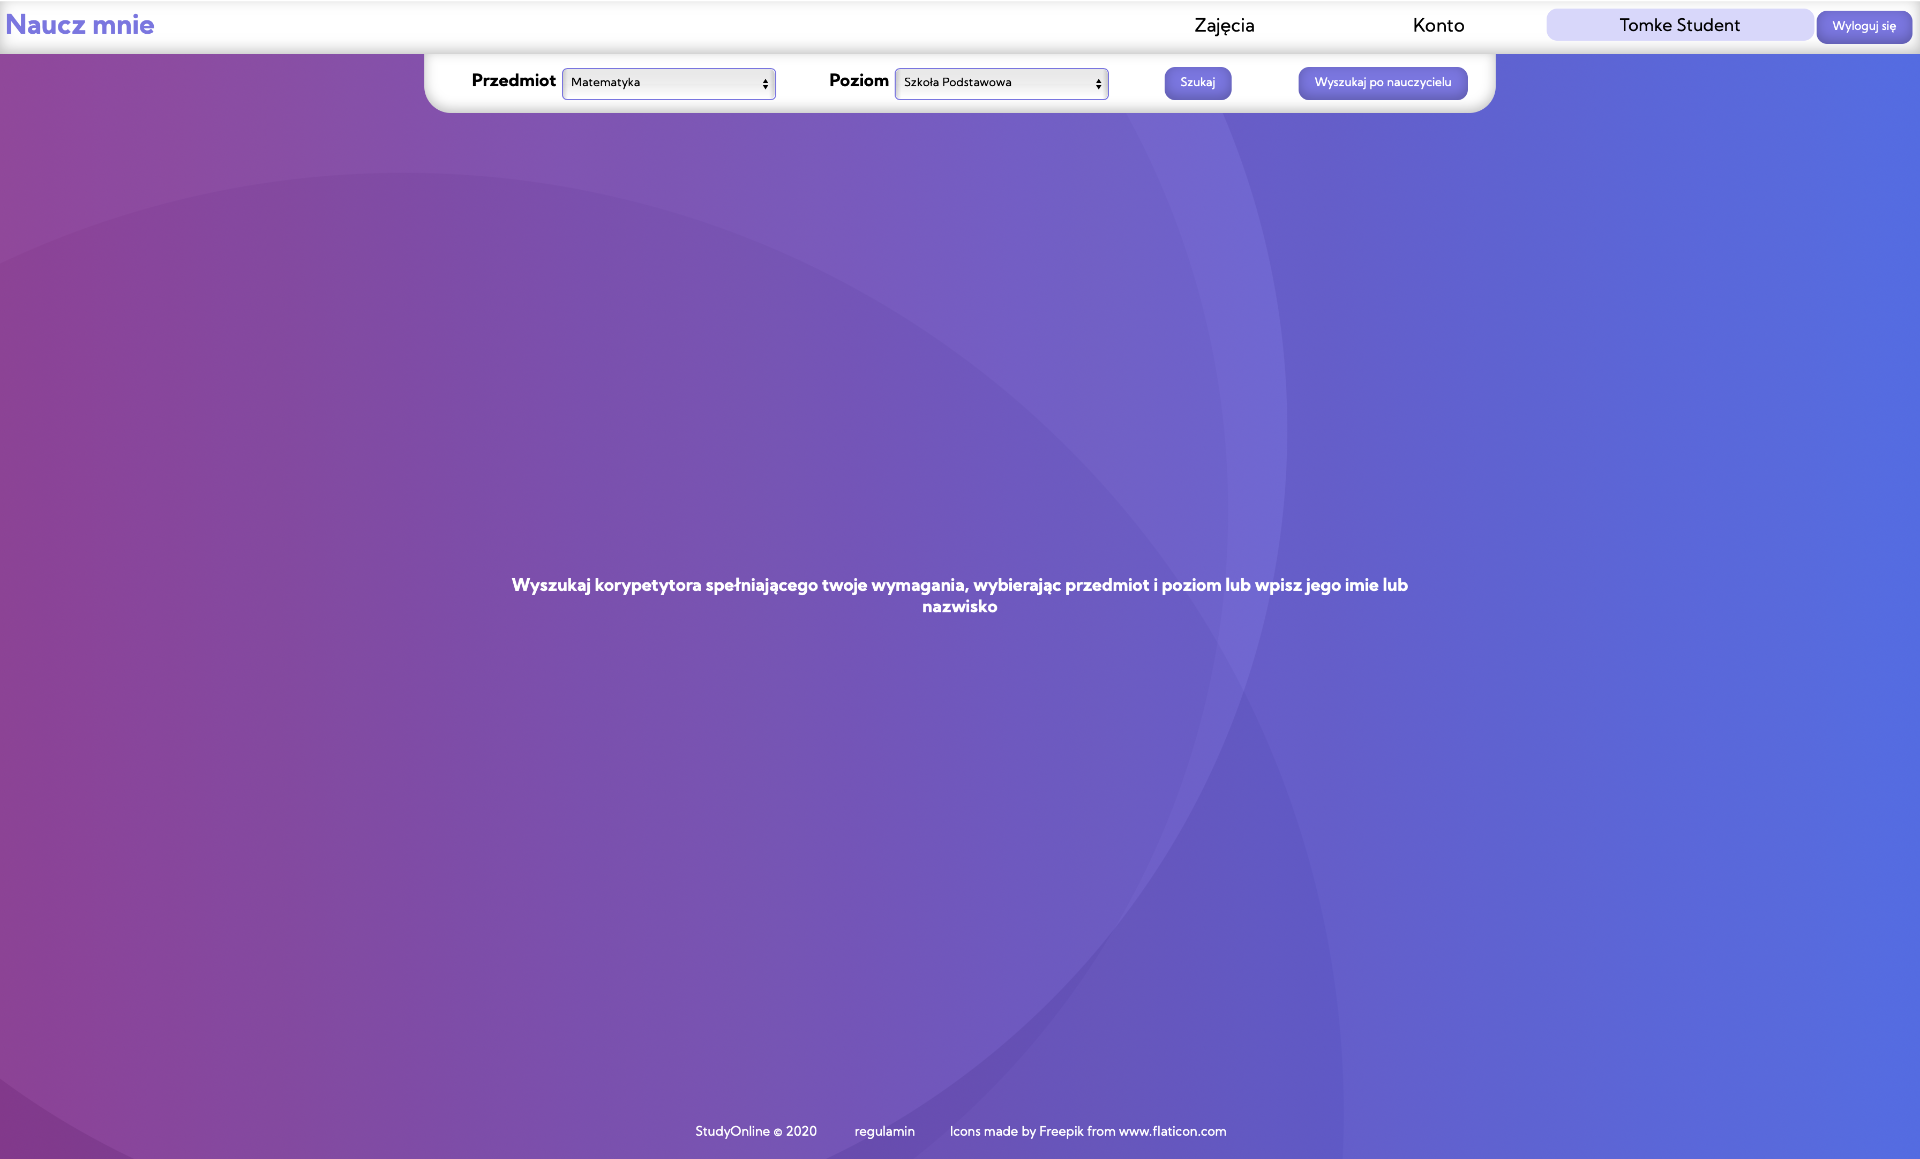 Naucz mnie
Zajęcia
Konto
Tomke Student
Wyloguj się
Przedmiot
Matematyka
Poziom
Szkoła Podstawowa
Szukaj
Wyszukaj po nauczycielu
Wyszukaj korypetytora spełniającego twoje wymagania, wybierając przedmiot i poziom lub wpisz jego imie lub
nazwisko
StudyOnline © 2020
regulamin
Icons made by Freepik from www.flaticon.com